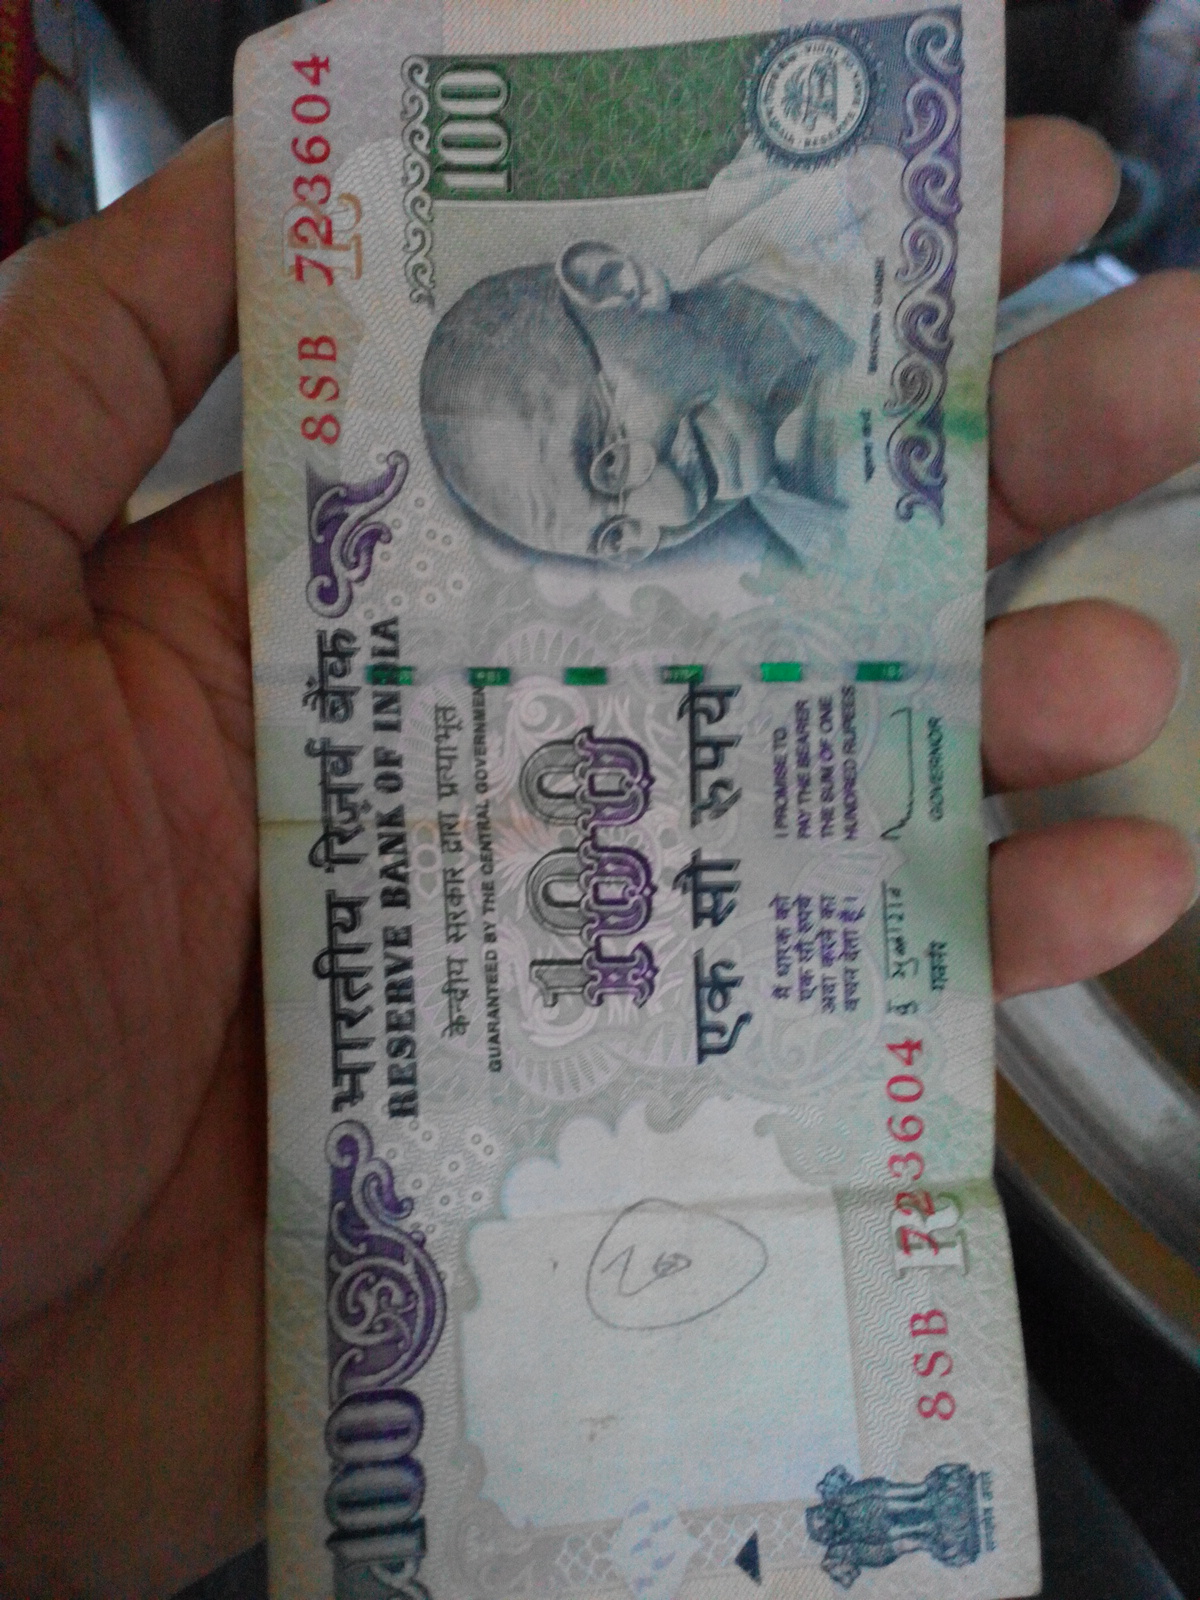 8SB 723604
R
100
भारतीय रिज़र्व बैंक
RESERVE BANK OF INDIA
केन्द्रीय सरकार द्वारा प्रत्याभूत
GUARANTEED BY THE CENTRAL GOVERNMENT
100
100
एक सौ रुपये
मैं धारक को
एक सौ रुपये
अदा करने का
वचन देता हूँ।
I PROMISE TO
PAY THE BEARER
THE SUM OF ONE
HUNDRED RUPEES
गवर्नर
GOVERNOR
महात्मा गांधी
MAHATMA GANDHI
8SB 723604
R
सत्यमेव जयते